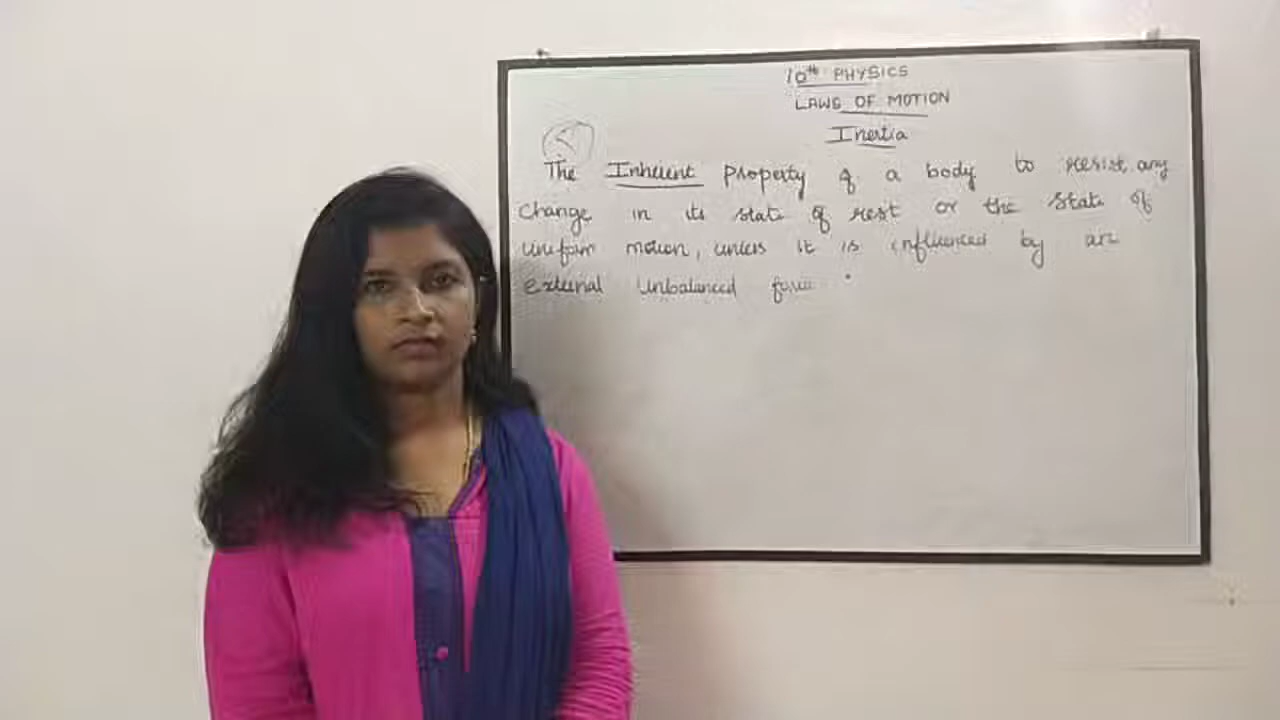 10th PHYSICS
LAWS OF MOTION
Inertia
The Inherent property of a body to resist any
change in its state of rest or the state of
uniform motion, unless it is influenced by an
external unbalanced force.